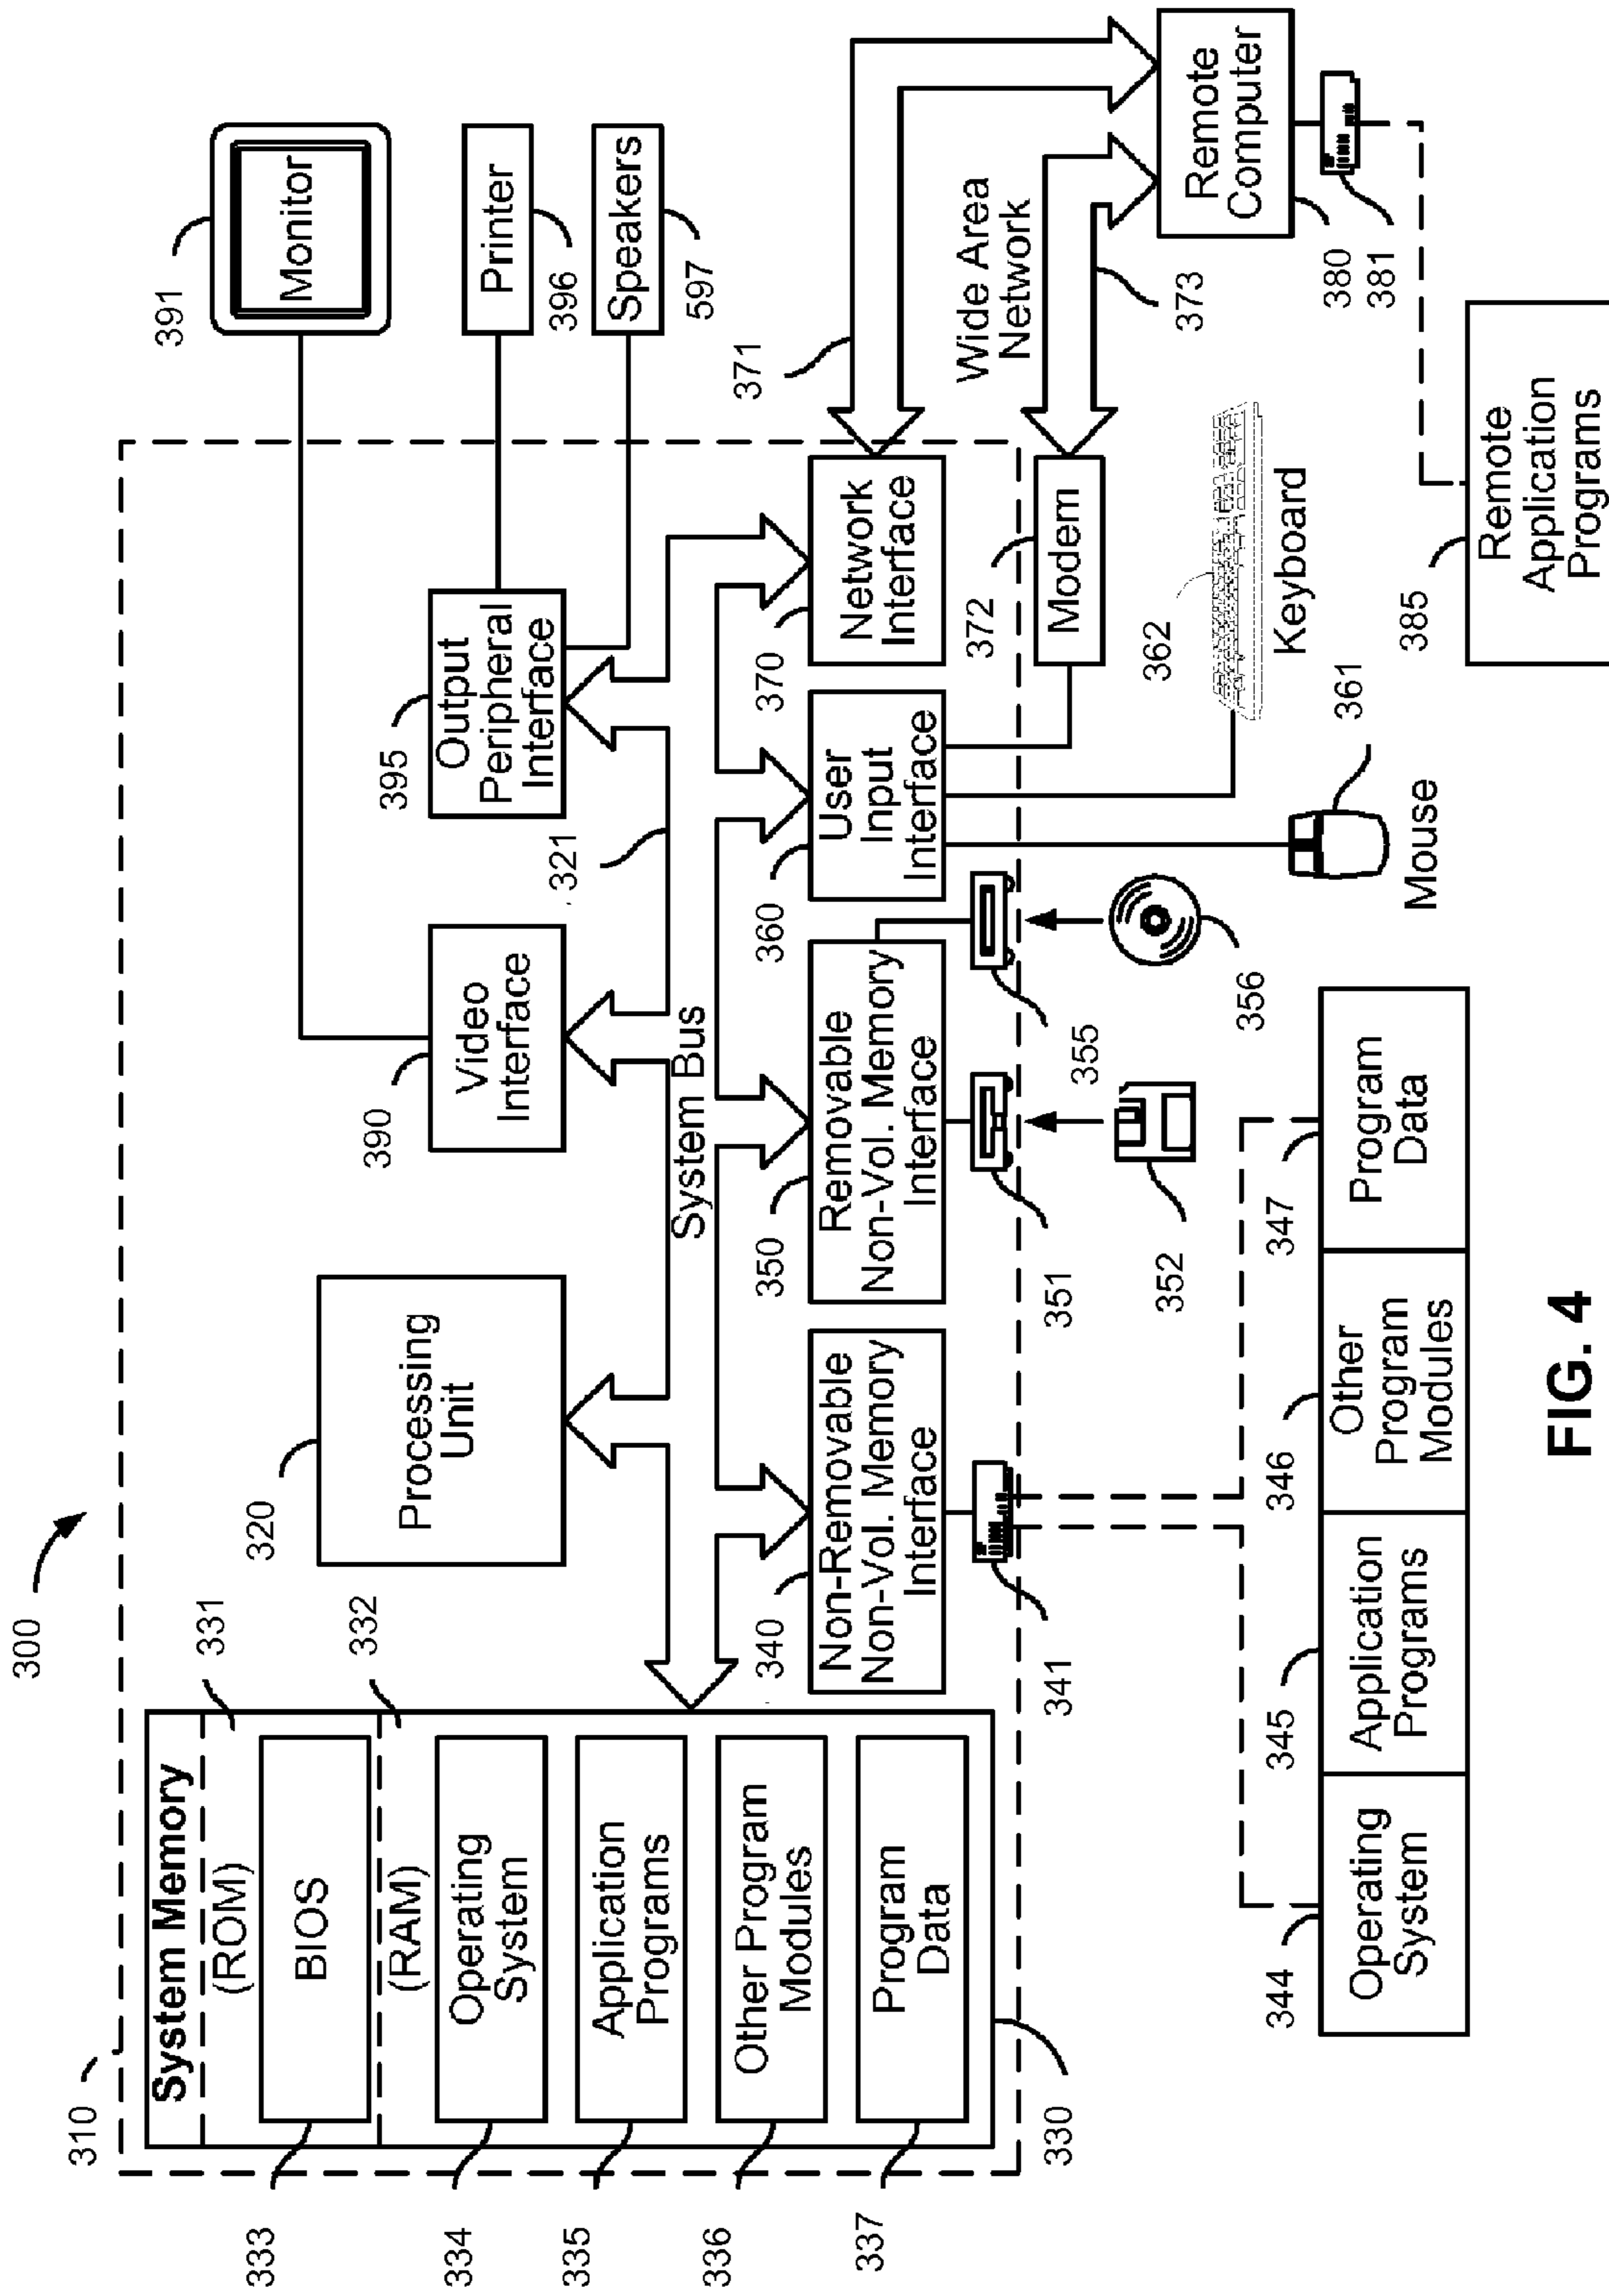 300
310
System Memory
(ROM)
331
BIOS
333
(RAM)
332
Operating
System
334
Application
Programs
335
Other Program
Modules
336
Program
Data
337
330
320
Processing
Unit
390
Video
Interface
395
Output
Peripheral
Interface
391
Monitor
Printer
396
Speakers
597
321
System Bus
340
Non-Removable
Non-Vol. Memory
Interface
350
Removable
Non-Vol. Memory
Interface
360
User
Input
Interface
370
Network
Interface
371
341
351
355
352
356
372
Modem
Wide Area
Network
373
Remote
Computer
380
381
362
Keyboard
361
Mouse
344
Operating
System
345
Application
Programs
346
Other
Program
Modules
347
Program
Data
385
Remote
Application
Programs
FIG. 4